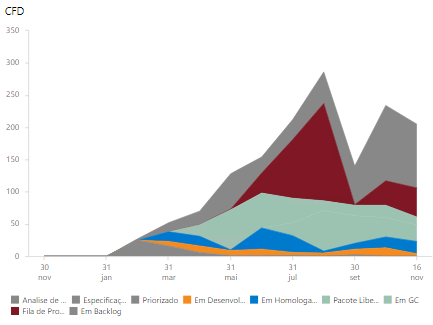 CFD
350
300
250
200
150
100
50
0
30 nov
31 jan
31 mar
31 mai
31 jul
30 set
16 nov
Analise de ...
Especificaç...
Priorizado
Em Desenvol...
Em Homologa...
Pacote Libe...
Em GC
Fila de Pro...
Em Backlog